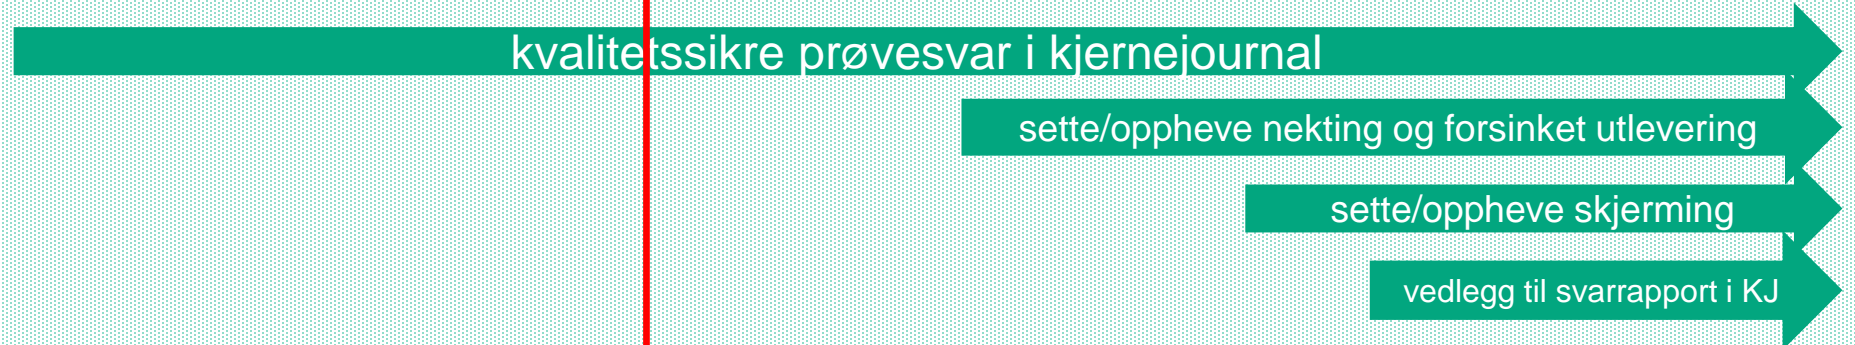 kvalitetssikre prøvesvar i kjernejournal
sette/oppheve nekting og forsinket utlevering
sette/oppheve skjerming
vedlegg til svarrapport i KJ